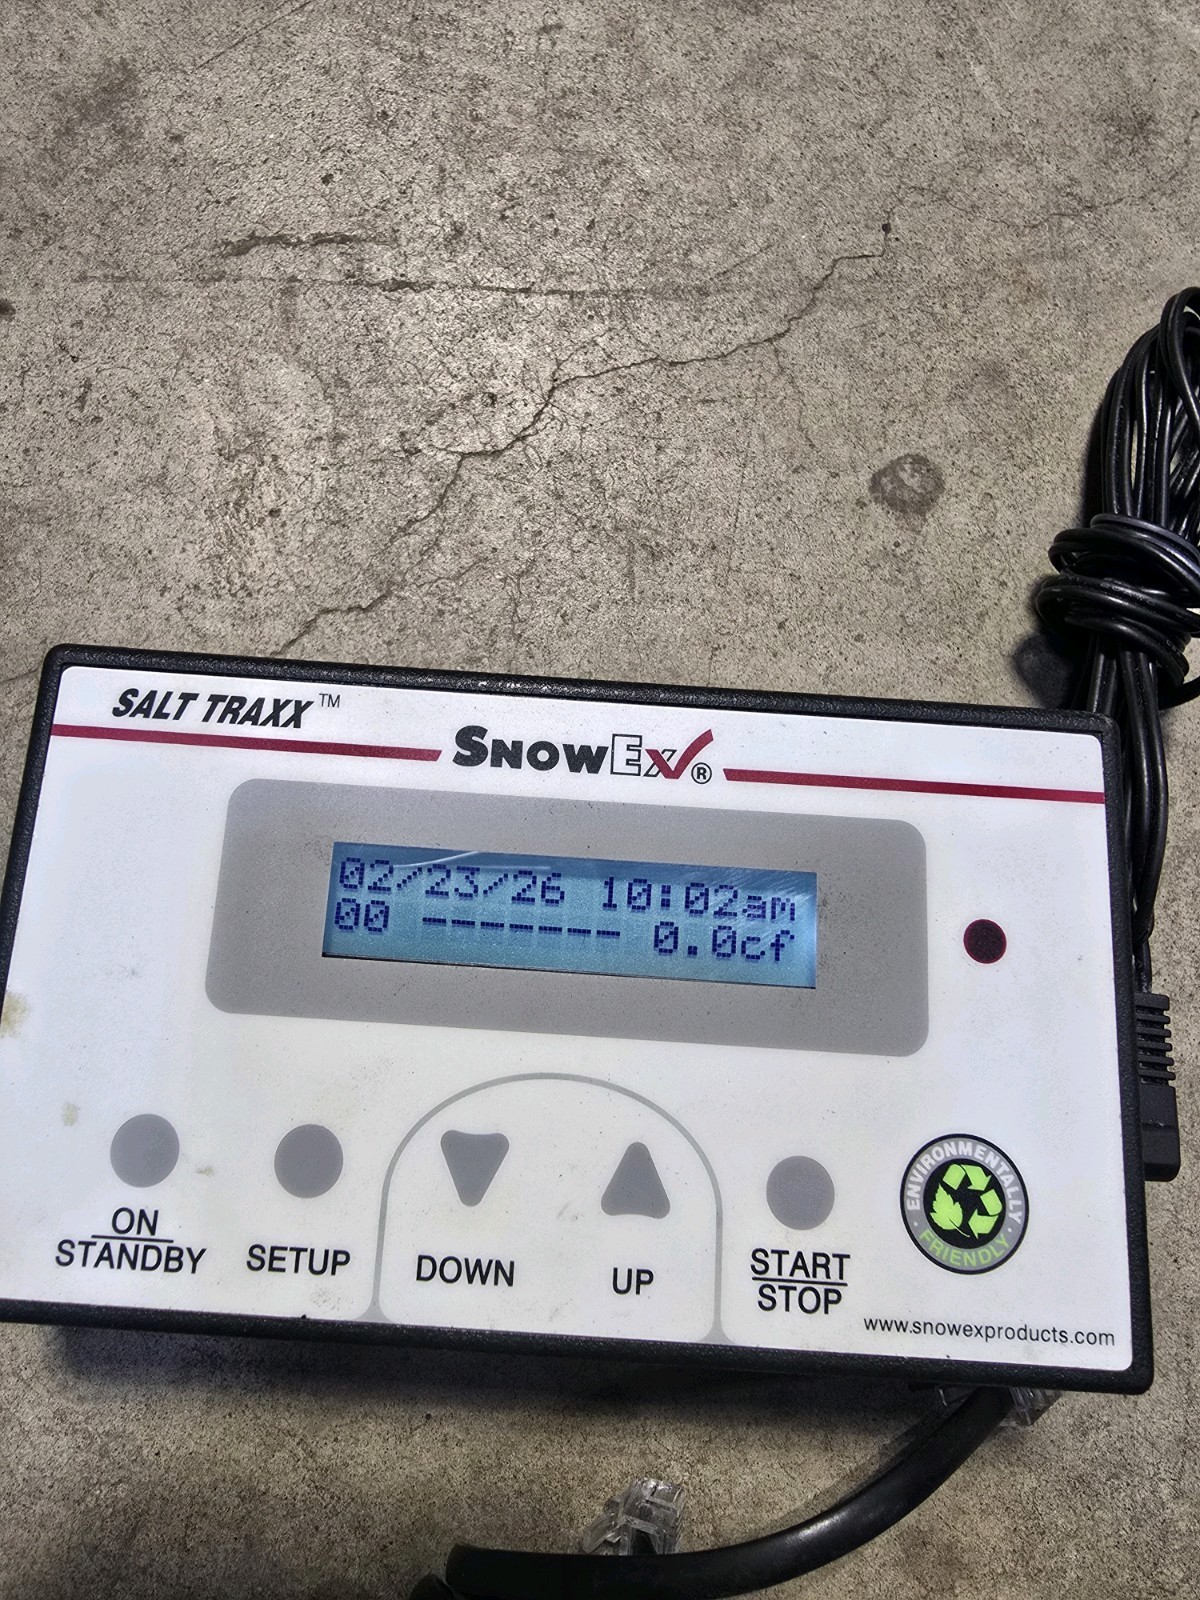 SALT TRAXX™
SNOWEx®
02/23/26 10:02am
00 ------- 0.0cf
ON
STANDBY
SETUP
DOWN
UP
START
STOP
ENVIRONMENTALLY
FRIENDLY
www.snowexproducts.com